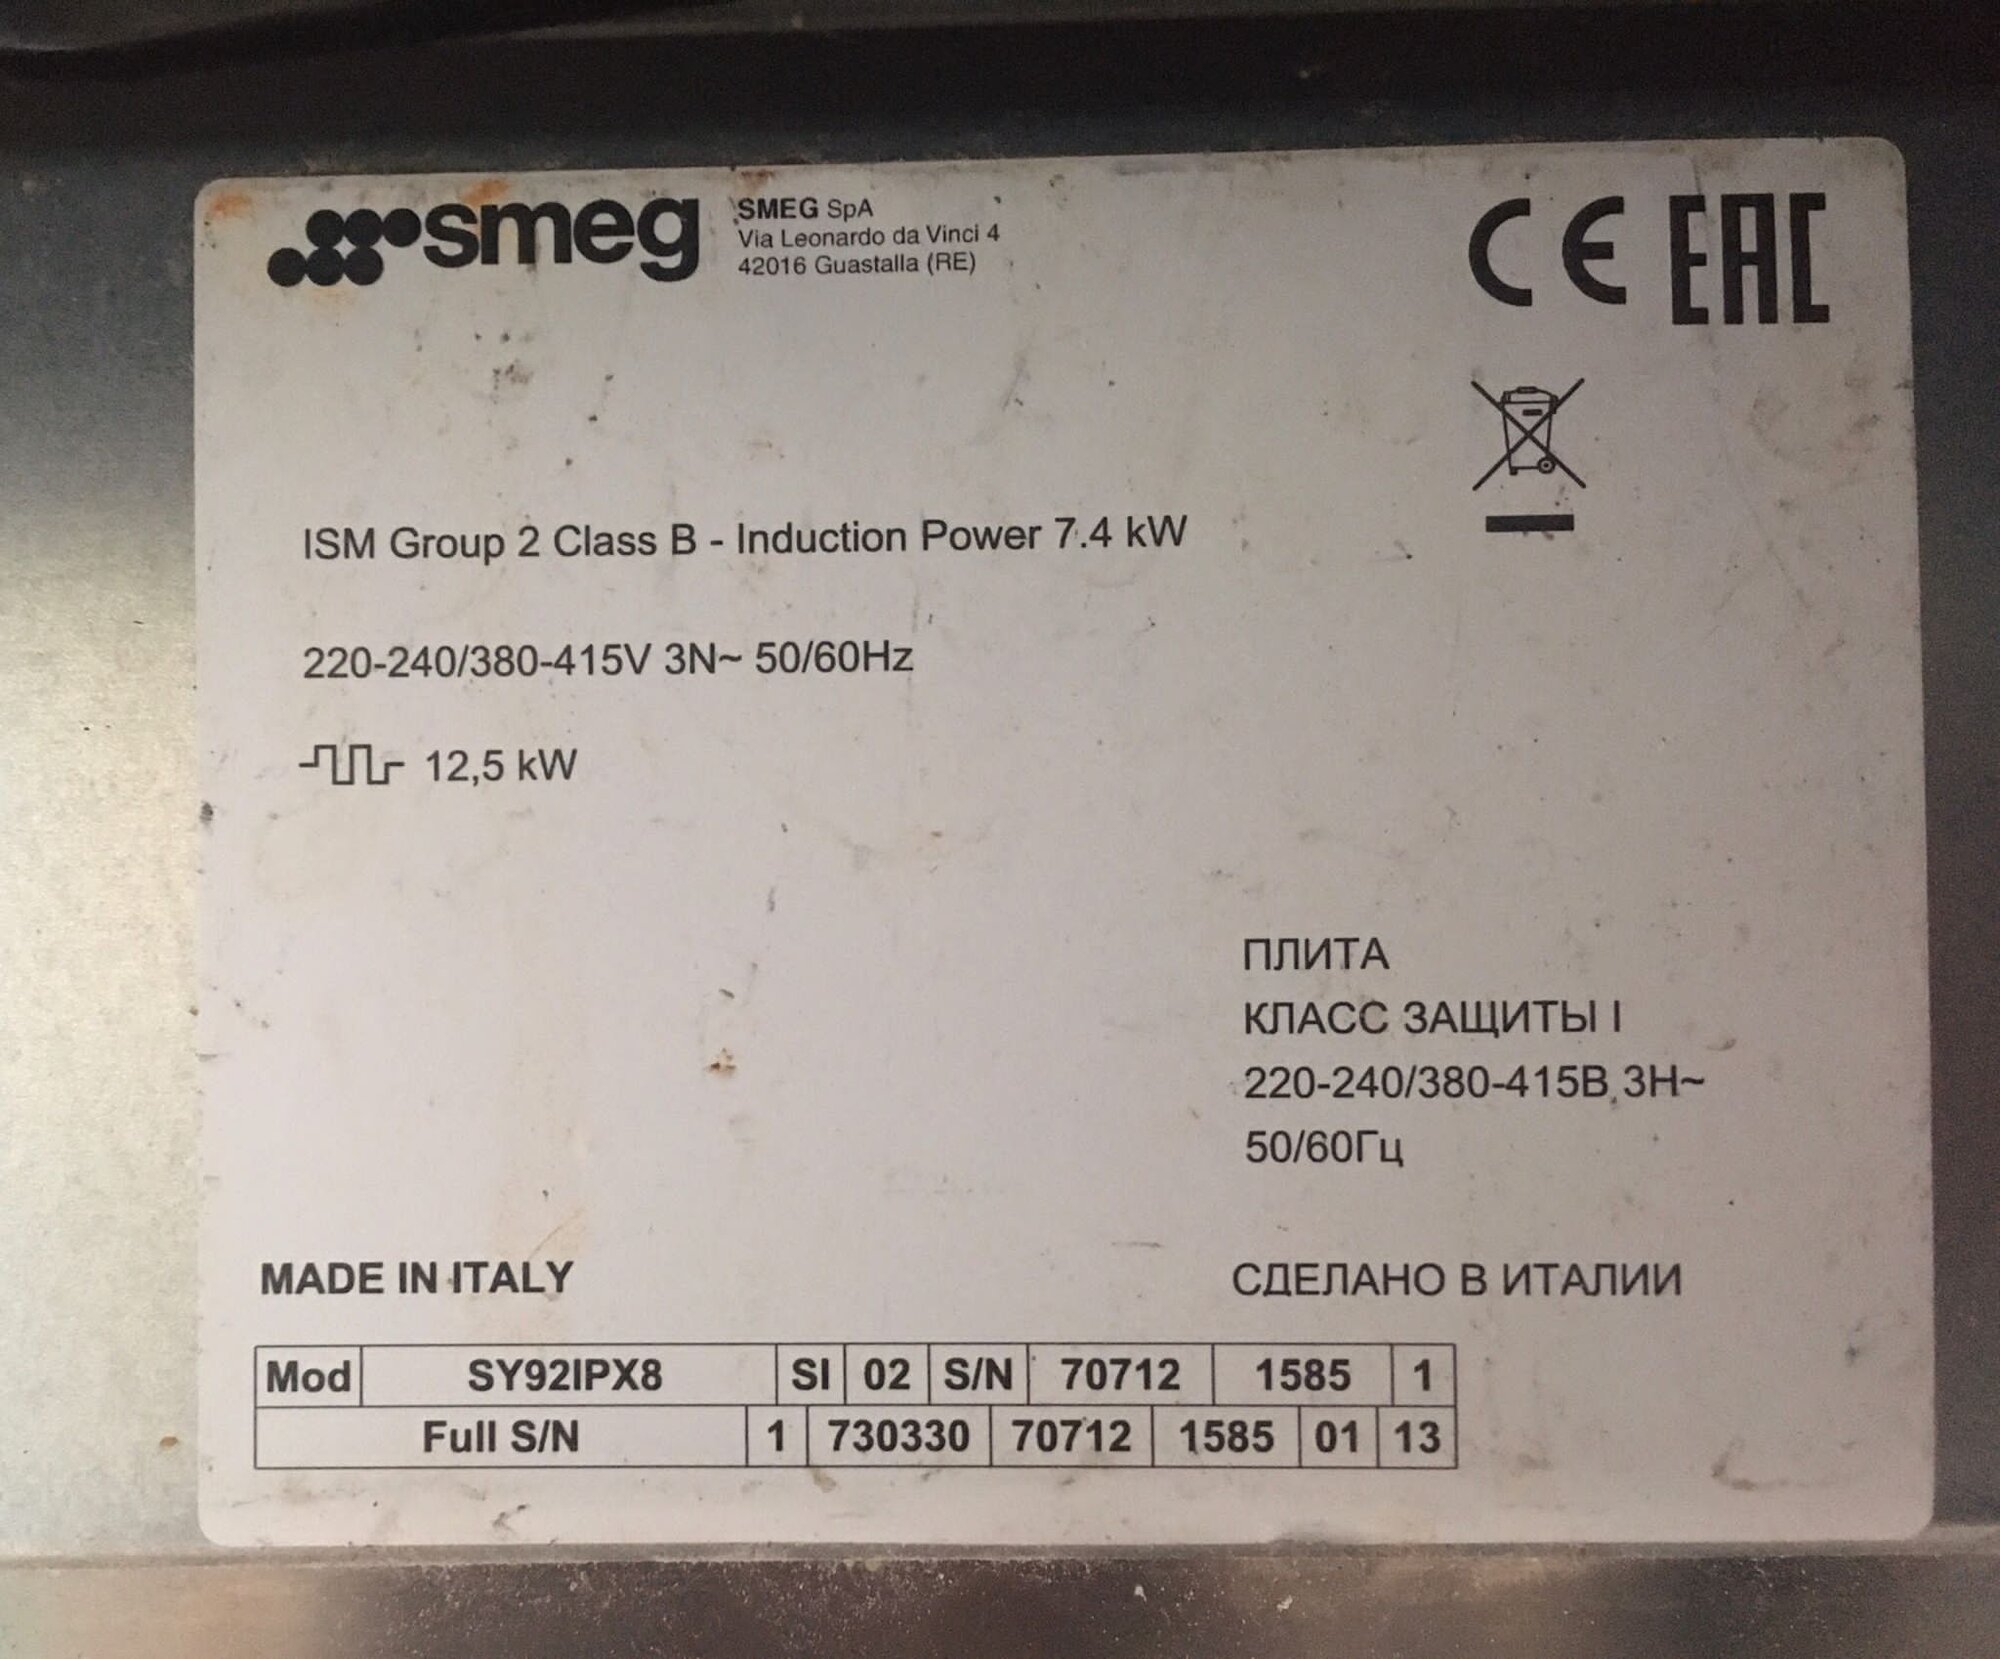 smeg
SMEG SpA
Via Leonardo da Vinci 4
42016 Guastalla (RE)
CE EAC
ISM Group 2 Class B - Induction Power 7.4 kW
220-240/380-415V 3N~ 50/60Hz
12,5 kW
ПЛИТА
КЛАСС ЗАЩИТЫ I
220-240/380-415В 3Н~
50/60Гц
MADE IN ITALY
СДЕЛАНО В ИТАЛИИ
Mod SY92IPX8 SI 02 S/N 70712 1585 1
Full S/N 1 730330 70712 1585 01 13